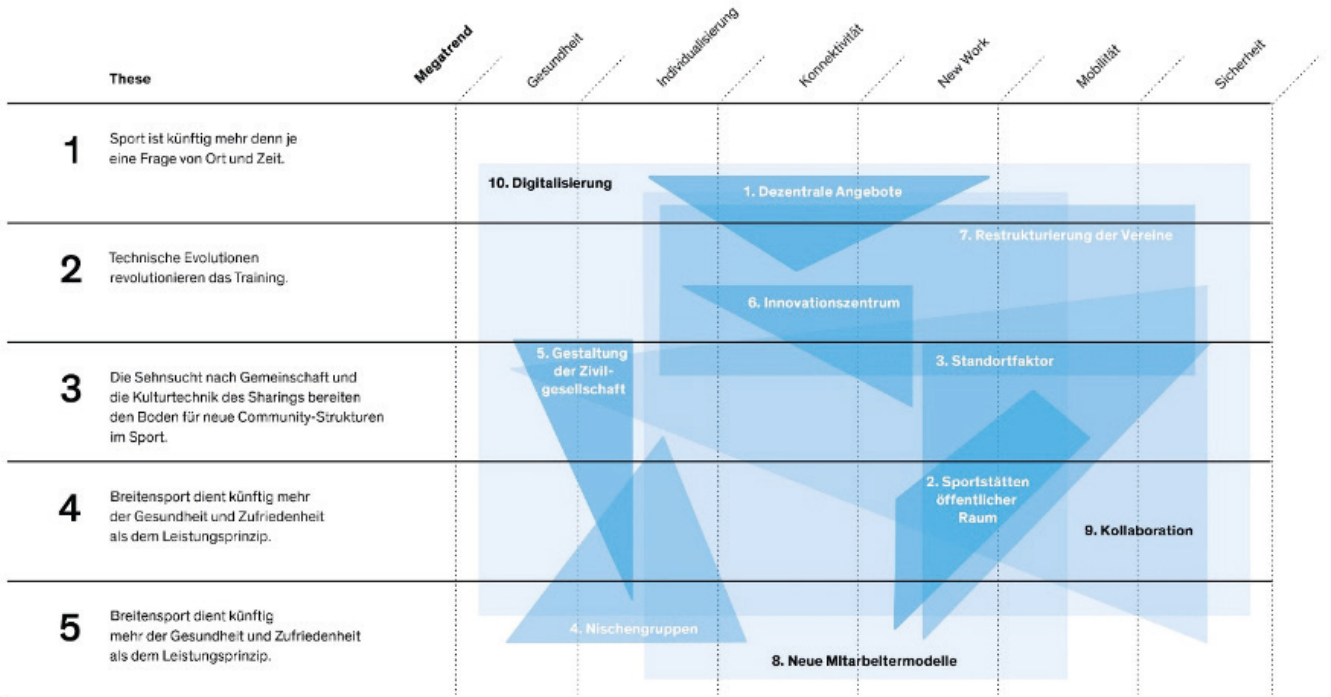 These
Megatrend
Gesundheit
Individualisierung
Konnektivität
New Work
Mobilität
Sicherheit
1
Sport ist künftig mehr denn je
eine Frage von Ort und Zeit.
10. Digitalisierung
1. Dezentrale Angebote
7. Restrukturierung der Vereine
2
Technische Evolutionen
revolutionieren das Training.
6. Innovationszentrum
3
Die Sehnsucht nach Gemeinschaft und
die Kulturtechnik des Sharings bereiten
den Boden für neue Community-Strukturen
im Sport.
5. Gestaltung
der Zivil-
gesellschaft
3. Standortfaktor
4
Breitensport dient künftig mehr
der Gesundheit und Zufriedenheit
als dem Leistungsprinzip.
2. Sportstätten
öffentlicher
Raum
9. Kollaboration
5
Breitensport dient künftig
mehr der Gesundheit und Zufriedenheit
als dem Leistungsprinzip.
4. Nischengruppen
8. Neue Mitarbeitermodelle